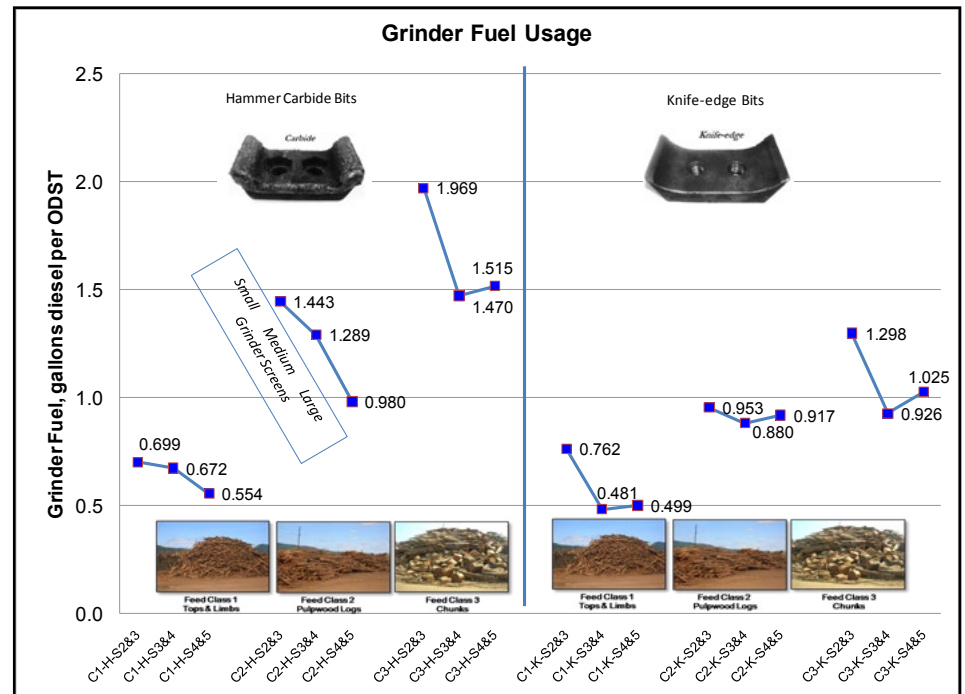 Grinder Fuel Usage
Grinder Fuel, gallons diesel per ODST
2.5
2.0
1.5
1.0
0.5
0.0
Hammer Carbide Bits
Carbide
Knife-edge Bits
Knife-edge
Small Medium Large
Grinder Screens
0.699
0.672
0.554
1.443
1.289
0.980
1.969
1.470
1.515
0.762
0.481
0.499
0.953
0.880
0.917
1.298
0.926
1.025
Feed Class 1
Tops & Limbs
Feed Class 2
Pulpwood Logs
Feed Class 3
Chunks
Feed Class 1
Tops & Limbs
Feed Class 2
Pulpwood Logs
Feed Class 3
Chunks
C1-H-S2&3
C1-H-S3&4
C1-H-S4&5
C2-H-S2&3
C2-H-S3&4
C2-H-S4&5
C3-H-S2&3
C3-H-S3&4
C3-H-S4&5
C1-K-S2&3
C1-K-S3&4
C1-K-S4&5
C2-K-S2&3
C2-K-S3&4
C2-K-S4&5
C3-K-S2&3
C3-K-S3&4
C3-K-S4&5